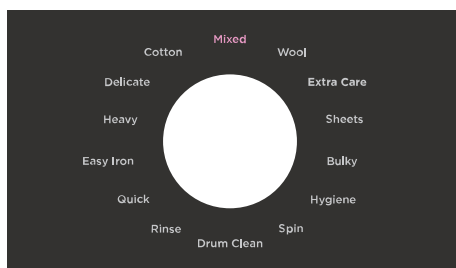 Mixed
Cotton
Wool
Delicate
Extra Care
Heavy
Sheets
Easy Iron
Bulky
Quick
Hygiene
Rinse
Spin
Drum Clean